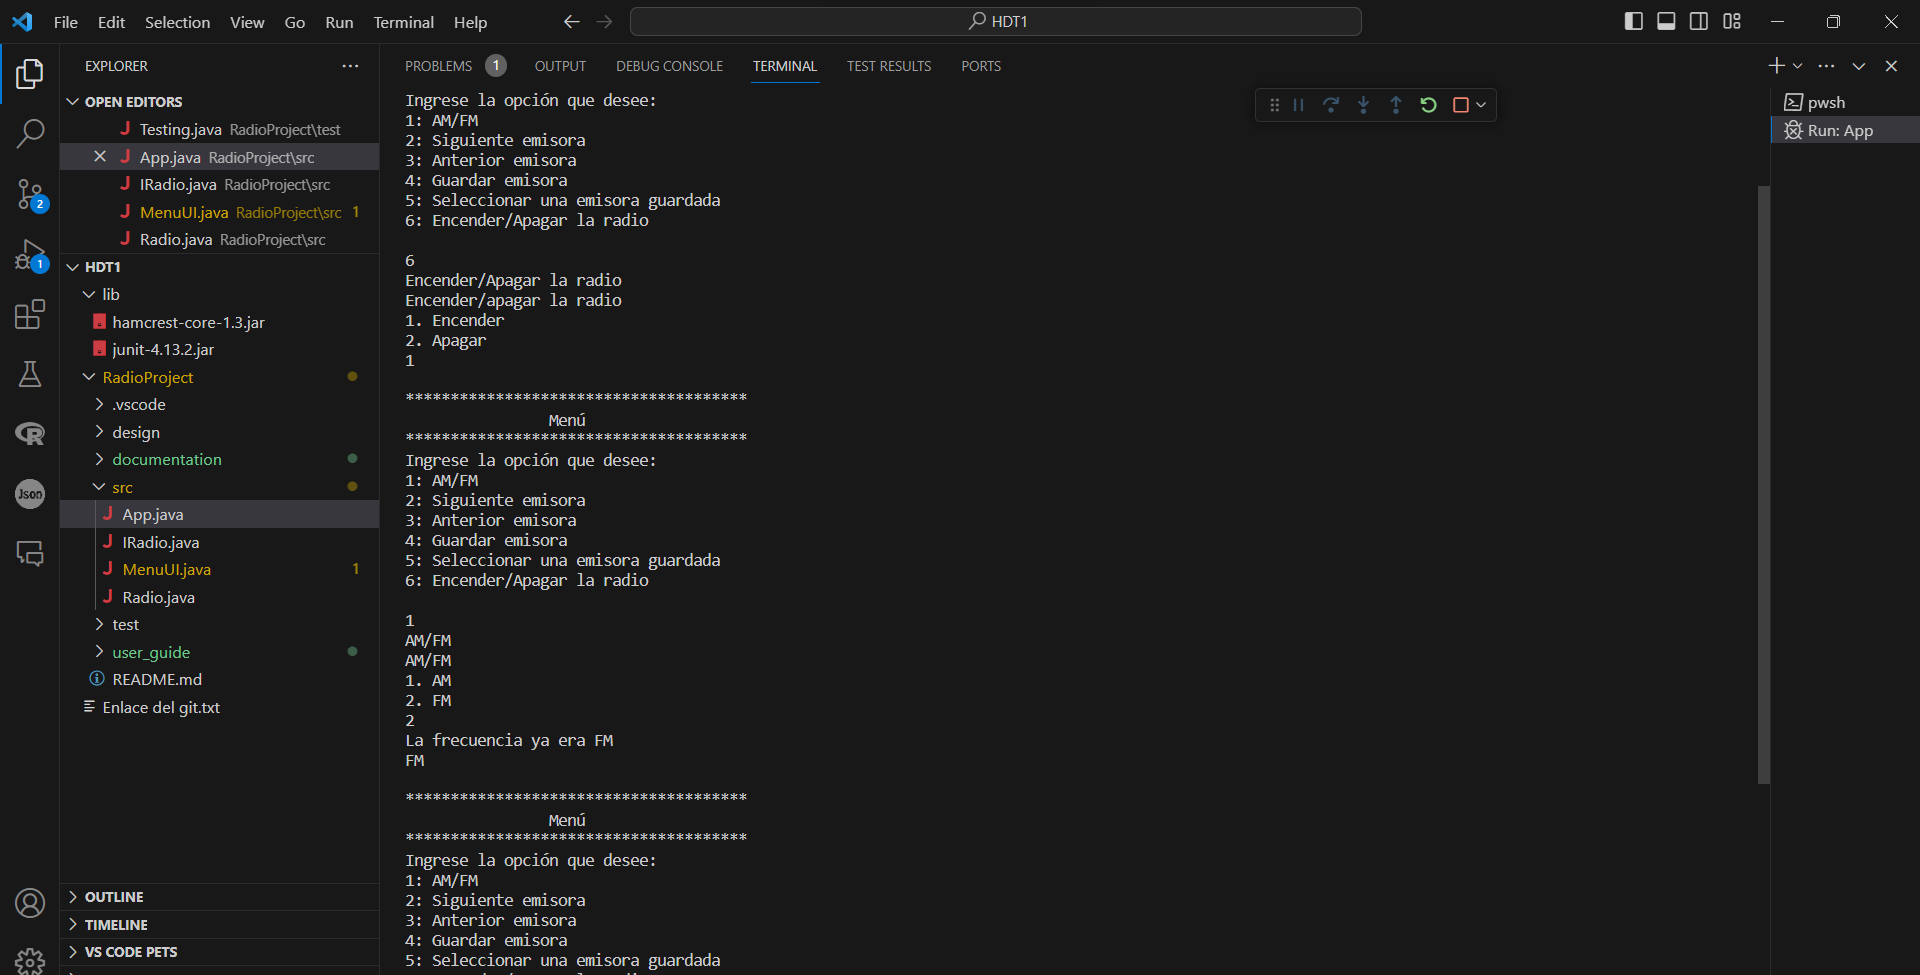 File Edit Selection View Go Run Terminal Help
HDT1
EXPLORER
OPEN EDITORS
Testing.java RadioProject\test
App.java RadioProject\src
IRadio.java RadioProject\src
MenuUI.java RadioProject\src 1
Radio.java RadioProject\src
HDT1
lib
hamcrest-core-1.3.jar
junit-4.13.2.jar
RadioProject
.vscode
design
documentation
src
App.java
IRadio.java
MenuUI.java 1
Radio.java
test
user_guide
README.md
Enlace del git.txt
OUTLINE
TIMELINE
VS CODE PETS
2
1
R
Json
PROBLEMS 1 OUTPUT DEBUG CONSOLE TERMINAL TEST RESULTS PORTS
Ingrese la opción que desee:
1: AM/FM
2: Siguiente emisora
3: Anterior emisora
4: Guardar emisora
5: Seleccionar una emisora guardada
6: Encender/Apagar la radio
6
Encender/Apagar la radio
Encender/apagar la radio
1. Encender
2. Apagar
1
**************************************
Menú
**************************************
Ingrese la opción que desee:
1: AM/FM
2: Siguiente emisora
3: Anterior emisora
4: Guardar emisora
5: Seleccionar una emisora guardada
6: Encender/Apagar la radio
1
AM/FM
AM/FM
1. AM
2. FM
2
La frecuencia ya era FM
FM
**************************************
Menú
**************************************
Ingrese la opción que desee:
1: AM/FM
2: Siguiente emisora
3: Anterior emisora
4: Guardar emisora
5: Seleccionar una emisora guardada
pwsh
Run: App